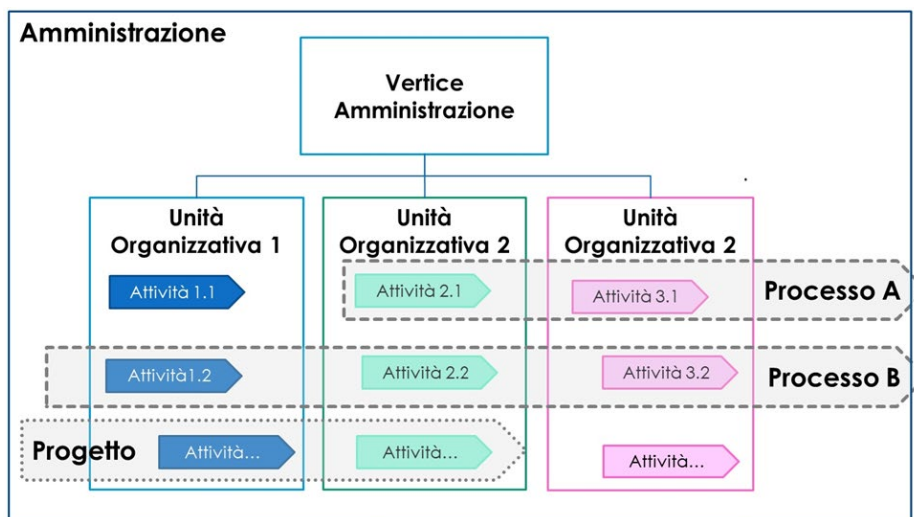 Amministrazione
Vertice
Amministrazione
Unità
Organizzativa 1
Unità
Organizzativa 2
Unità
Organizzativa 2
Attività 1.1
Attività 2.1
Attività 3.1
Processo A
Attività1.2
Attività 2.2
Attività 3.2
Processo B
Progetto
Attività...
Attività...
Attività...